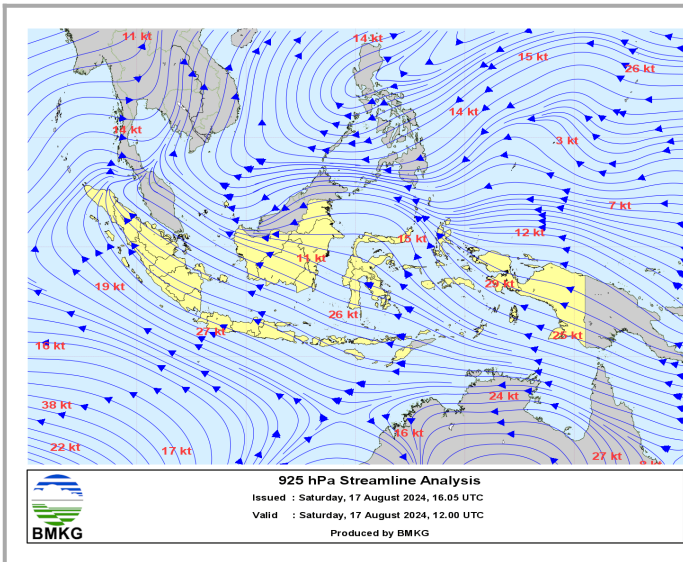 11 kt
14 kt
15 kt
26 kt
14 kt
14 kt
3 kt
7 kt
12 kt
15 kt
11 kt
19 kt
29 kt
26 kt
27 kt
26 kt
16 kt
24 kt
38 kt
16 kt
22 kt
17 kt
27 kt
925 hPa Streamline Analysis
Issued : Saturday, 17 August 2024, 16.05 UTC
Valid : Saturday, 17 August 2024, 12.00 UTC
Produced by BMKG
BMKG